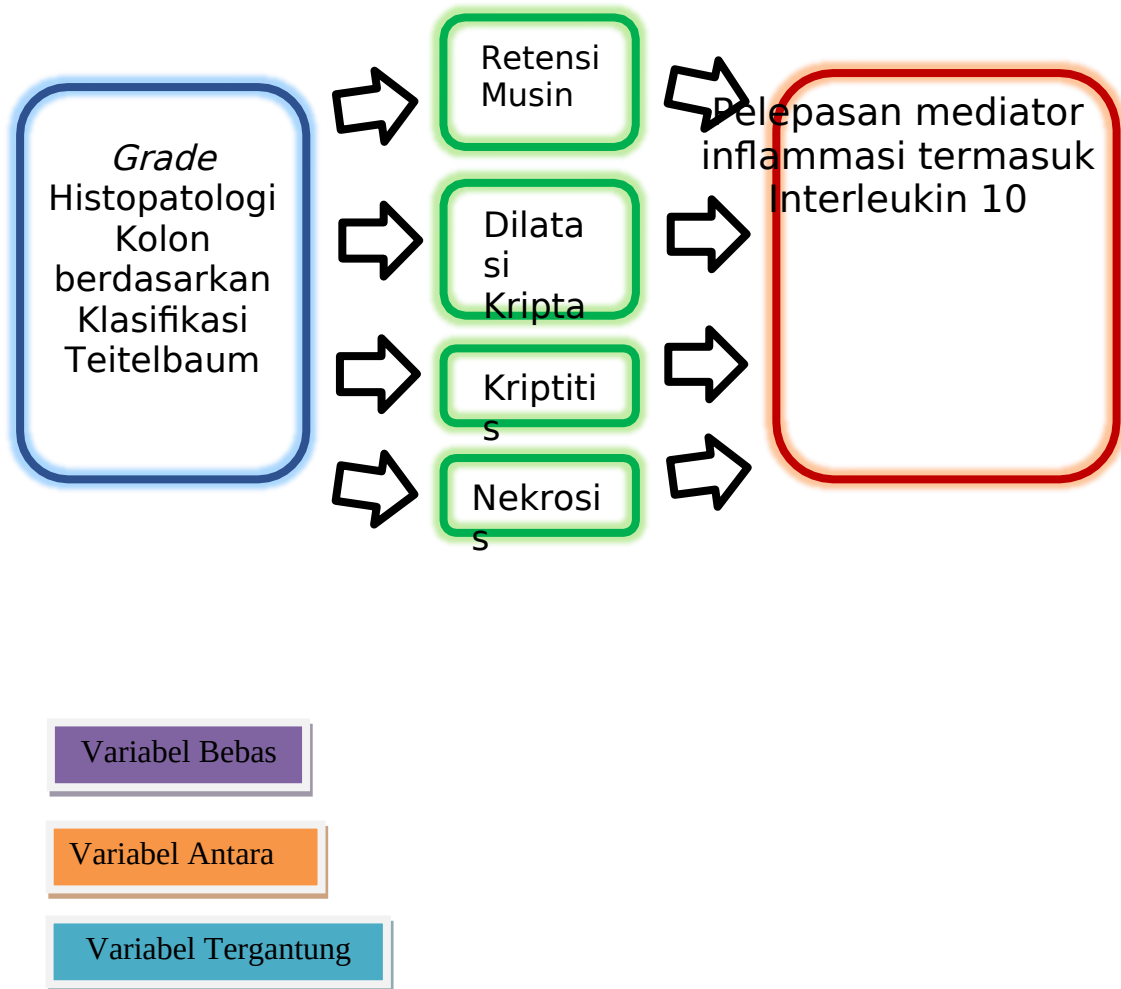 Grade
Histopatologi
Kolon
berdasarkan
Klasifikasi
Teitelbaum
Retensi
Musin
Dilata
si
Kripta
Kriptiti
s
Nekrosi
s
Pelepasan mediator
inflammasi termasuk
Interleukin 10
Variabel Bebas
Variabel Antara
Variabel Tergantung